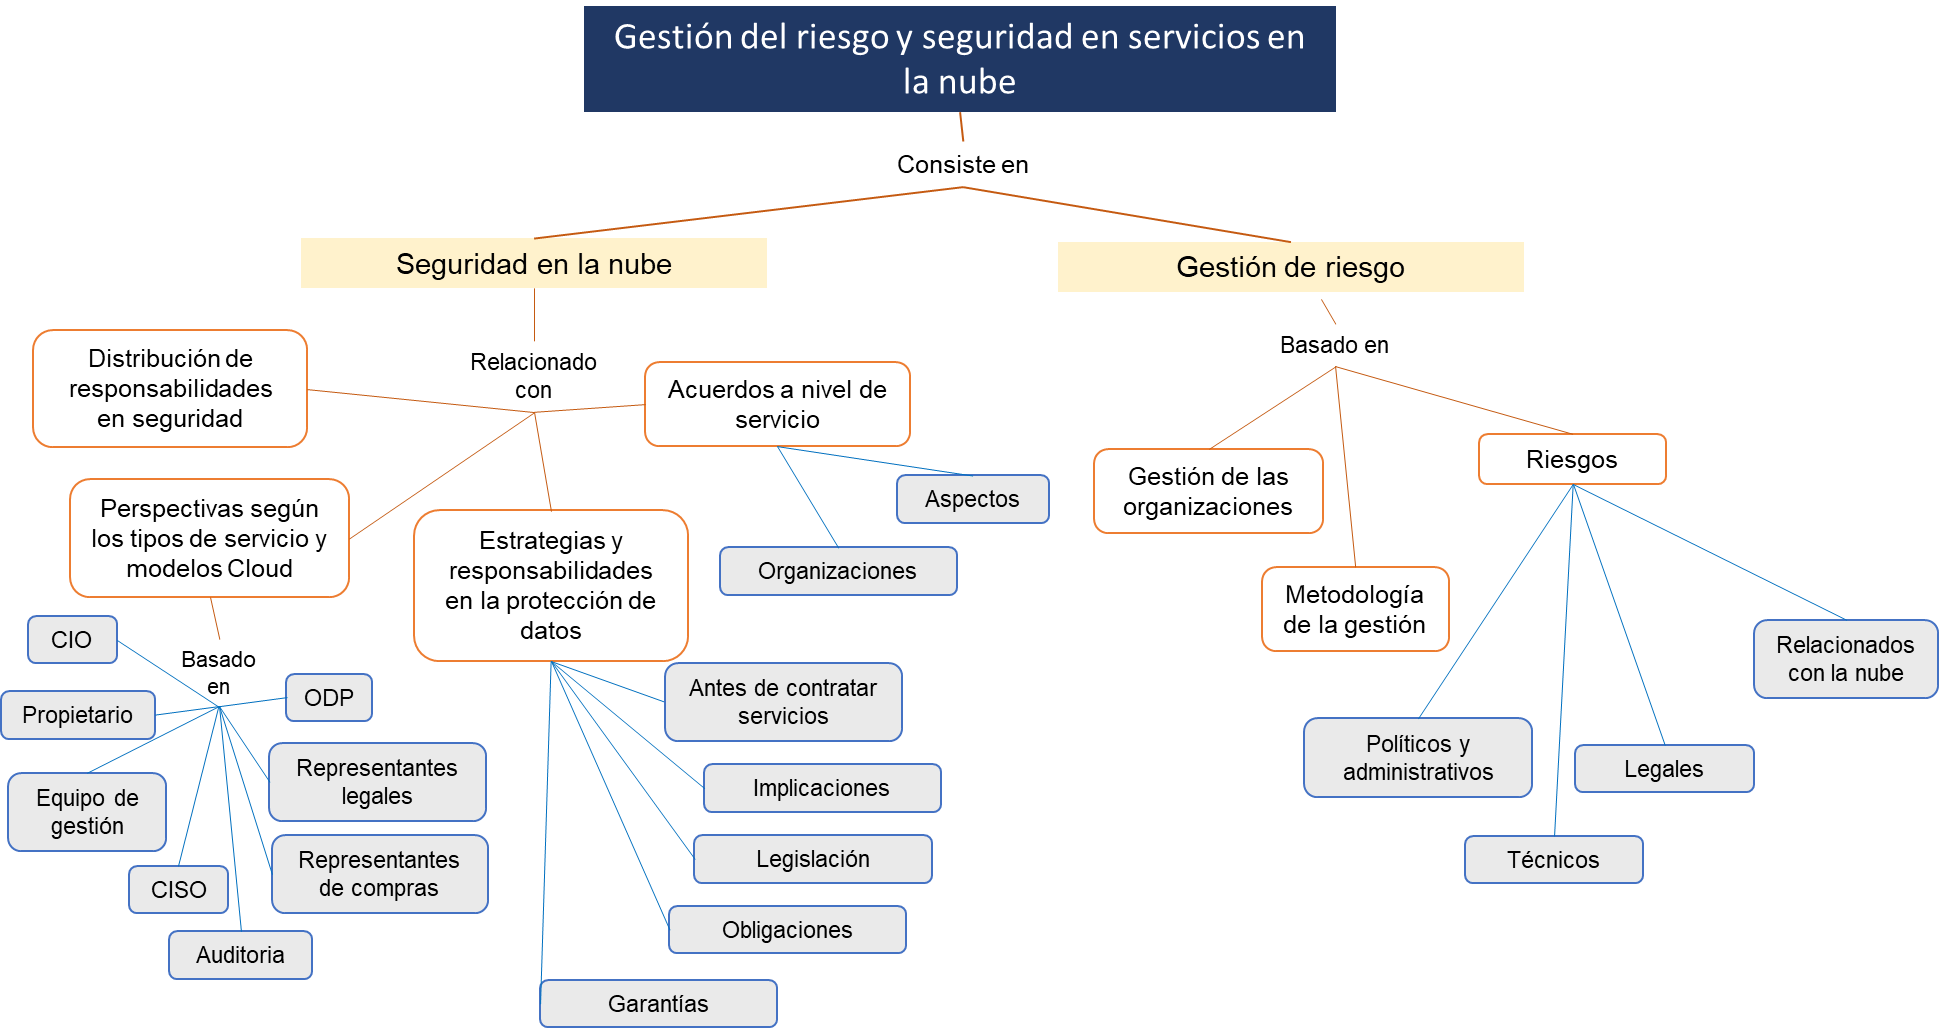 Gestión del riesgo y seguridad en servicios en
la nube
Consiste en
Seguridad en la nube
Gestión de riesgo
Relacionado
con
Basado en
Distribución de
responsabilidades
en seguridad
Acuerdos a nivel de
servicio
Aspectos
Organizaciones
Perspectivas según
los tipos de servicio y
modelos Cloud
Estrategias y
responsabilidades
en la protección de
datos
Basado
en
CIO
Propietario
Equipo de
gestión
CISO
Auditoria
ODP
Representantes
legales
Representantes
de compras
Antes de contratar
servicios
Implicaciones
Legislación
Obligaciones
Garantías
Gestión de las
organizaciones
Metodología
de la gestión
Riesgos
Políticos y
administrativos
Técnicos
Legales
Relacionados
con la nube